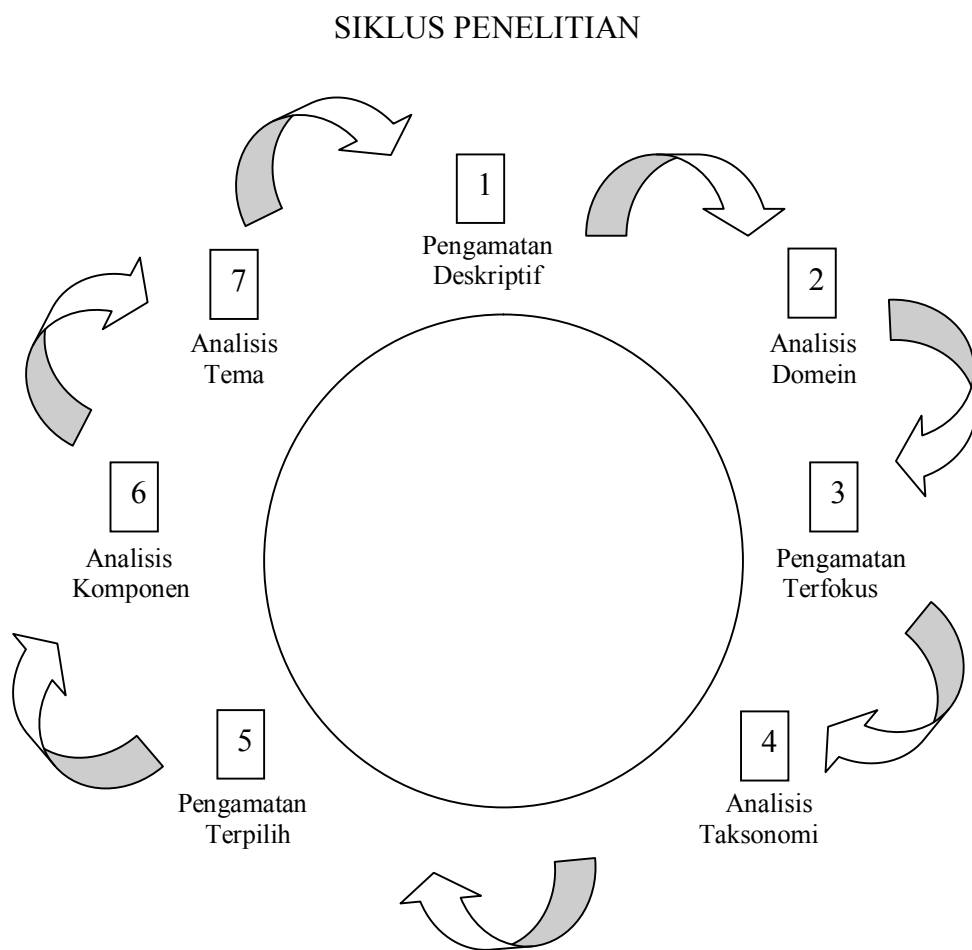 SIKLUS PENELITIAN
1
Pengamatan
Deskriptif
2
Analisis
Domein
3
Pengamatan
Terfokus
4
Analisis
Taksonomi
5
Pengamatan
Terpilih
6
Analisis
Komponen
7
Analisis
Tema